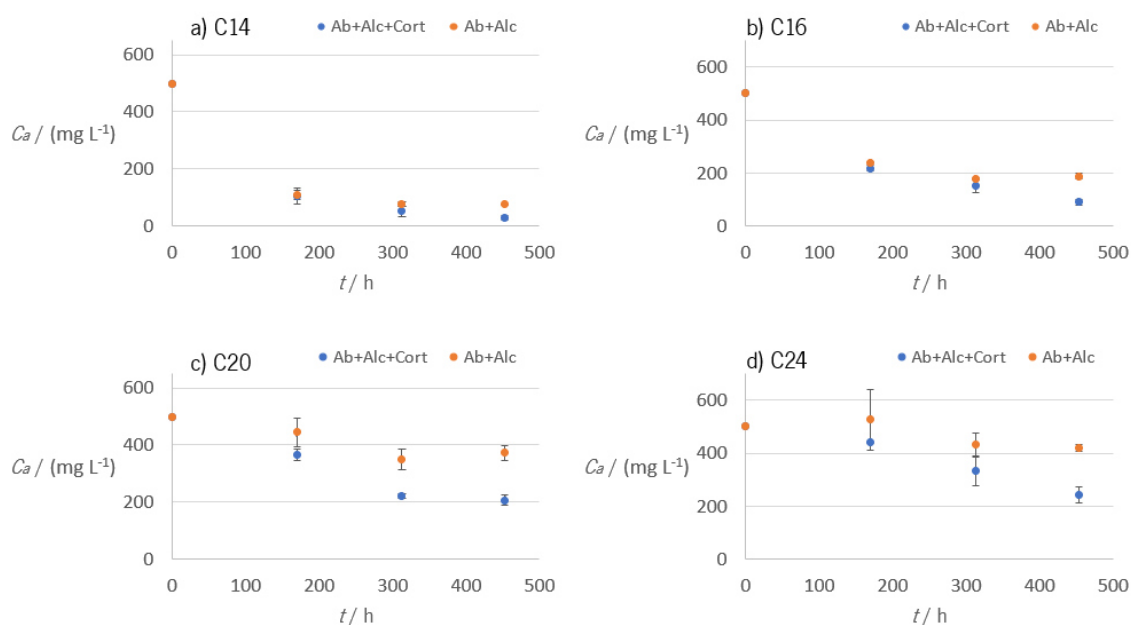 a) C14 Ab+Alc+Cort Ab+Alc
600
400
Ca / (mg L-1)
200
0
0 100 200 300 400 500
t / h
b) C16 Ab+Alc+Cort Ab+Alc
600
400
Ca / (mg L-1)
200
0
0 100 200 300 400 500
t / h
c) C20 Ab+Alc+Cort Ab+Alc
600
400
Ca / (mg L-1)
200
0
0 100 200 300 400 500
t / h
d) C24 Ab+Alc+Cort Ab+Alc
600
400
Ca / (mg L-1)
200
0
0 100 200 300 400 500
t / h